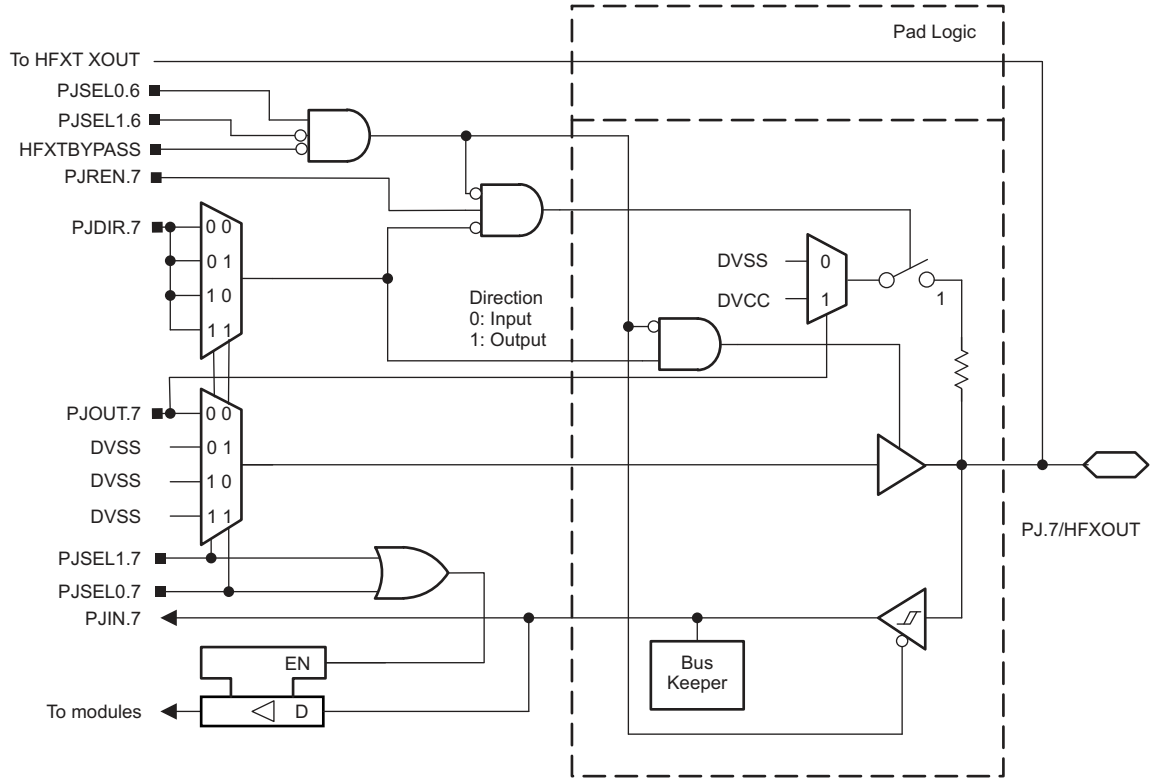 Pad Logic
To HFXT XOUT
PJSEL0.6
PJSEL1.6
HFXTBYPASS
PJREN.7
PJDIR.7
0 0
0 1
1 0
1 1
Direction
0: Input
1: Output
DVSS
0
DVCC
1
1
PJOUT.7
0 0
DVSS
0 1
DVSS
1 0
DVSS
1 1
PJ.7/HFXOUT
PJSEL1.7
PJSEL0.7
PJIN.7
Bus
Keeper
EN
To modules
D